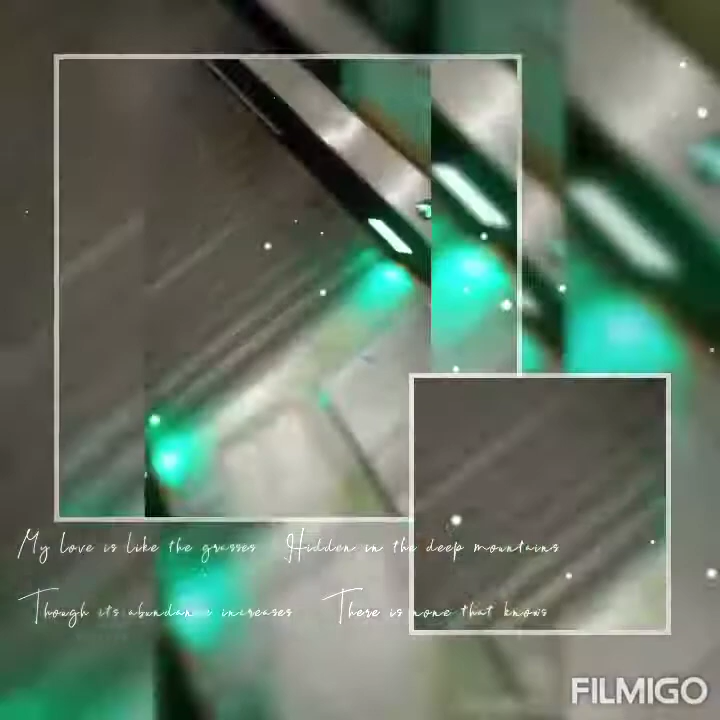 My love is like the grasses Hidden in the deep mountains
Though its abundance increases There is none that knows
FILMIGO